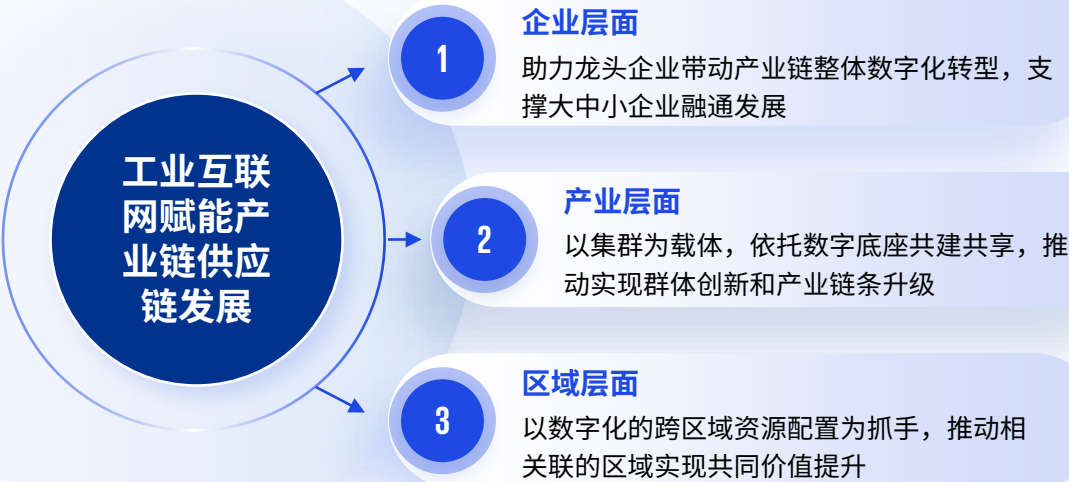 工业互联
网赋能产
业链供应
链发展
1
企业层面
助力龙头企业带动产业链整体数字化转型，支
撑大中小企业融通发展
2
产业层面
以集群为载体，依托数字底座共建共享，推
动实现群体创新和产业链条升级
3
区域层面
以数字化的跨区域资源配置为抓手，推动相
关联的区域实现共同价值提升